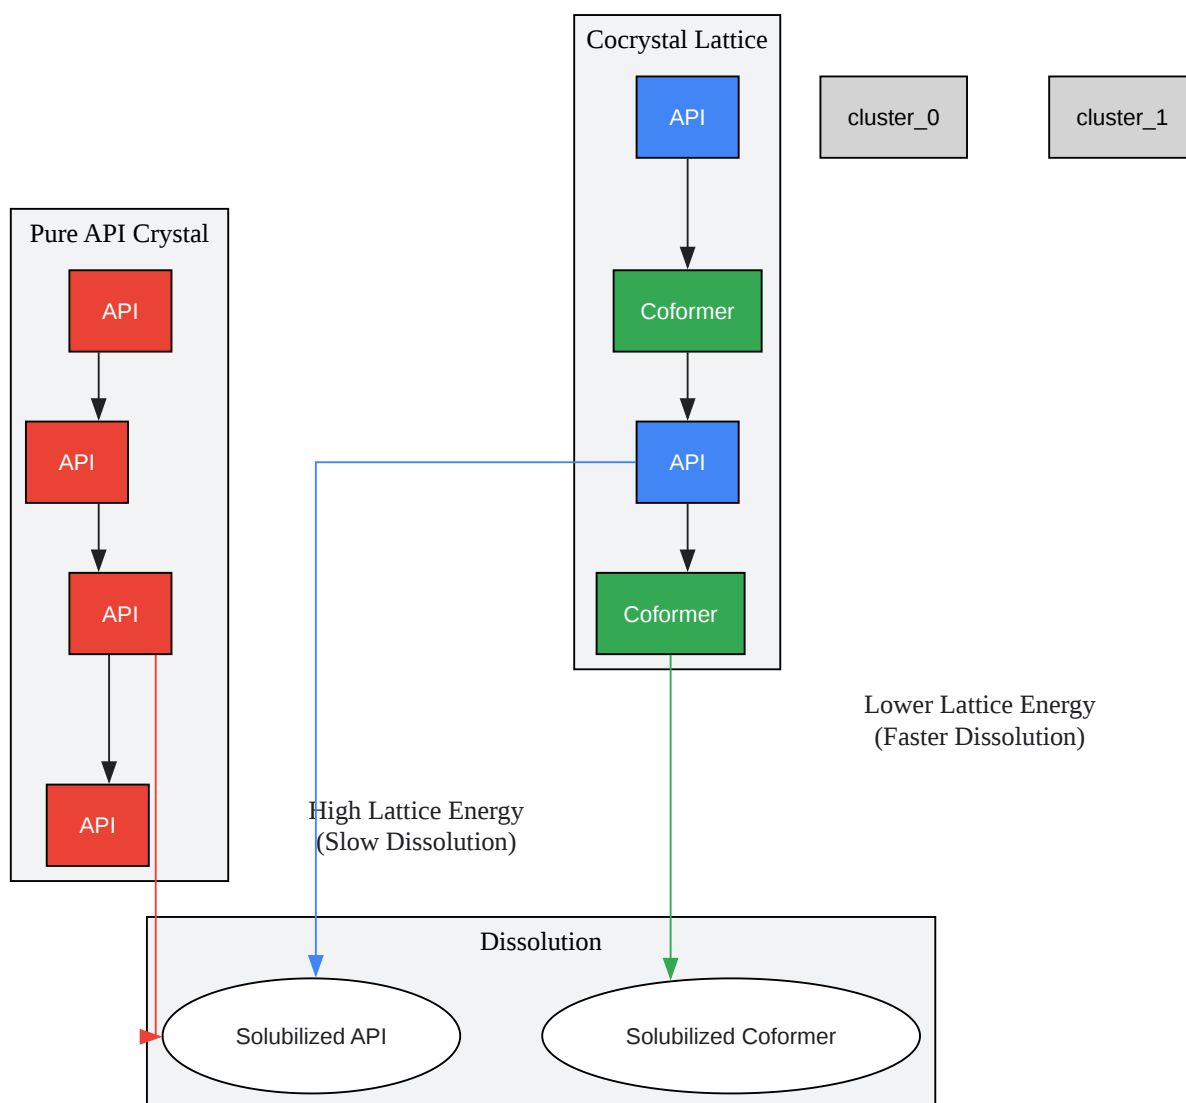 Cocrystal Lattice
API
cluster_0
cluster_1
Pure API Crystal
API
Coformer
API
API
API
Coformer
Lower Lattice Energy
(Faster Dissolution)
High Lattice Energy
(Slow Dissolution)
API
Dissolution
Solubilized API
Solubilized Coformer